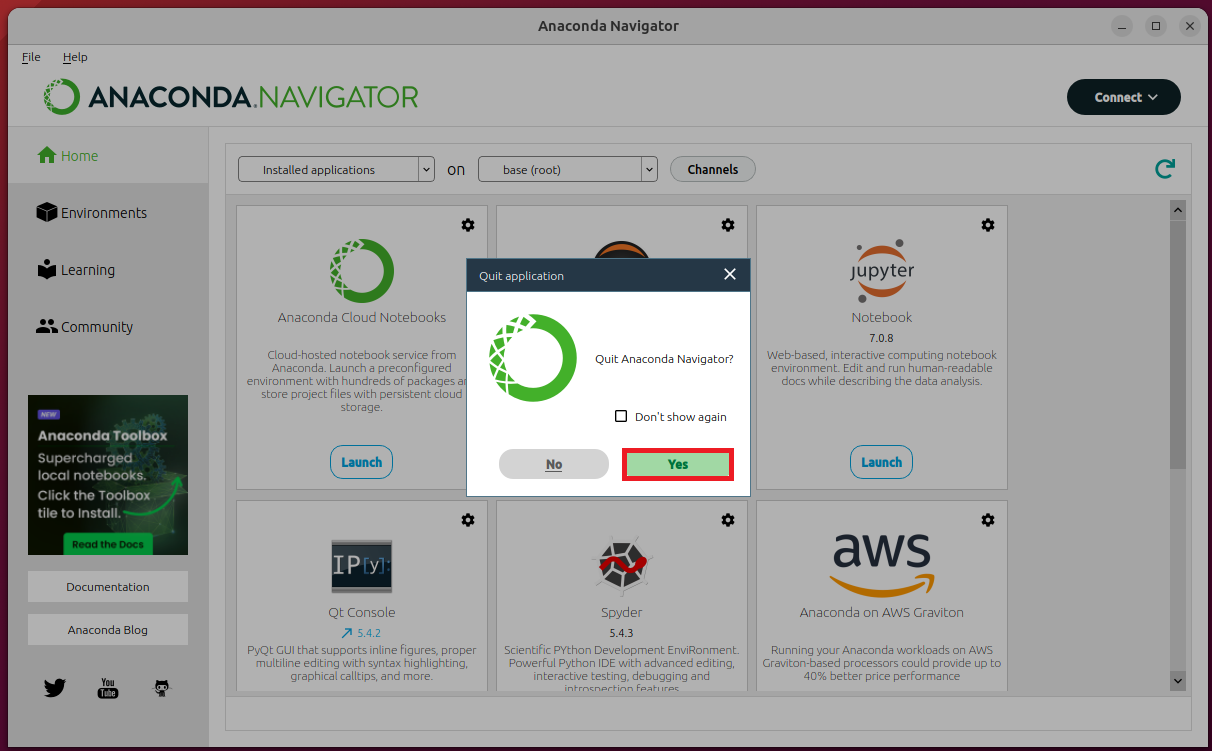 Anaconda Navigator
File Help
ANACONDA.NAVIGATOR
Connect
Home
Environments
Learning
Community
NEW
Anaconda Toolbox
Supercharged
local notebooks.
Click the Toolbox
tile to Install.
Read the Docs
Documentation
Anaconda Blog
You
Tube
Installed applications on base (root) Channels
Anaconda Cloud Notebooks
Cloud-hosted notebook service from
Anaconda. Launch a preconfigured
environment with hundreds of packages
store project files with persistent cloud
storage.
Launch
Quit application
Quit Anaconda Navigator?
Don't show again
No Yes
jupyter
Notebook
7.0.8
Web-based, interactive computing notebook
environment. Edit and run human-readable
docs while describing the data analysis.
Launch
IP[y]:
Qt Console
5.4.2
PyQt GUI that supports inline figures, proper
multiline editing with syntax highlighting,
graphical calltips, and more.
Spyder
5.4.3
Scientific PYthon Development EnviRonment.
Powerful Python IDE with advanced editing,
interactive testing, debugging and
introspection features
aws
Anaconda on AWS Graviton
Running your Anaconda workloads on AWS
Graviton-based processors could provide up to
40% better price performance